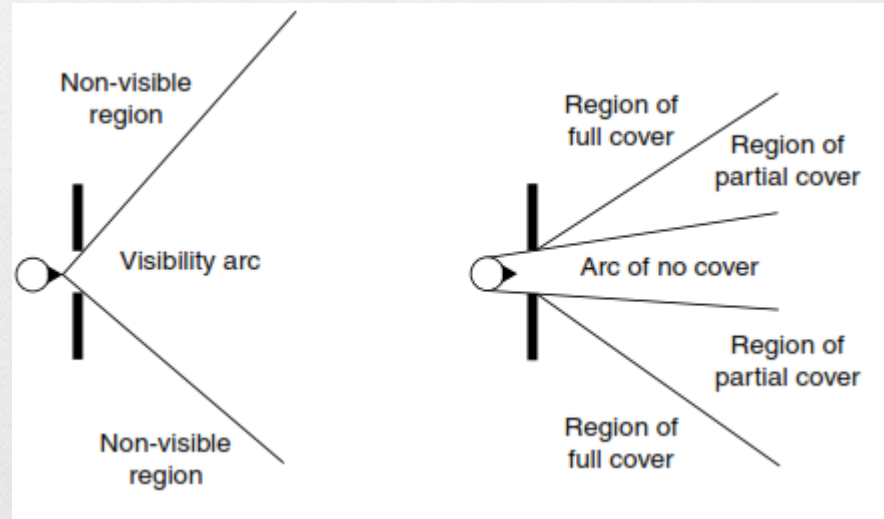 Non-visible
region
Visibility arc
Non-visible
region
Region of
full cover
Region of
partial cover
Arc of no cover
Region of
partial cover
Region of
full cover